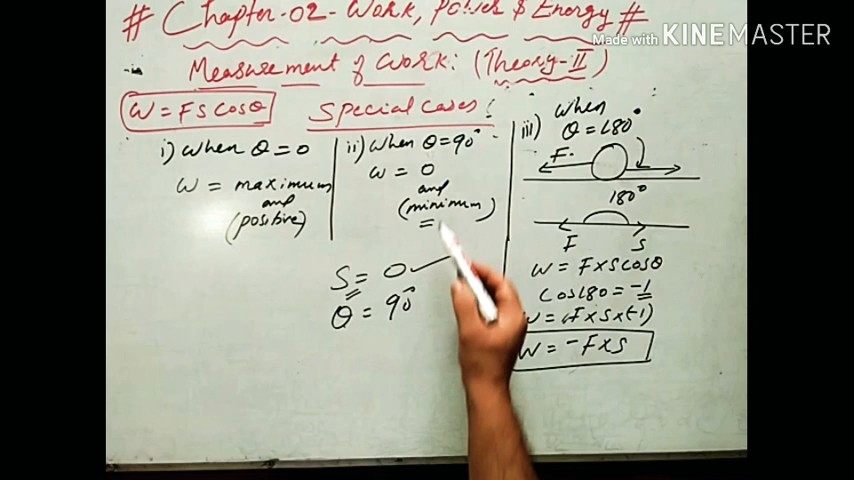 # Chapter-02-Work, Power & Energy #
Made with KINEMASTER
Measurement of Work: (Theory-II)
W = FS cosθ
Special Cases:
i) When θ = 0
W = maximum
and
(positive)
ii) When θ = 90°
W = 0
and
(minimum)
=
S = 0 ✓
θ = 90°
iii) When
θ = 180°
F
180°
F S
W = F×S cosθ
Cos180 = -1
W = F×S×(-1)
W = -F×S